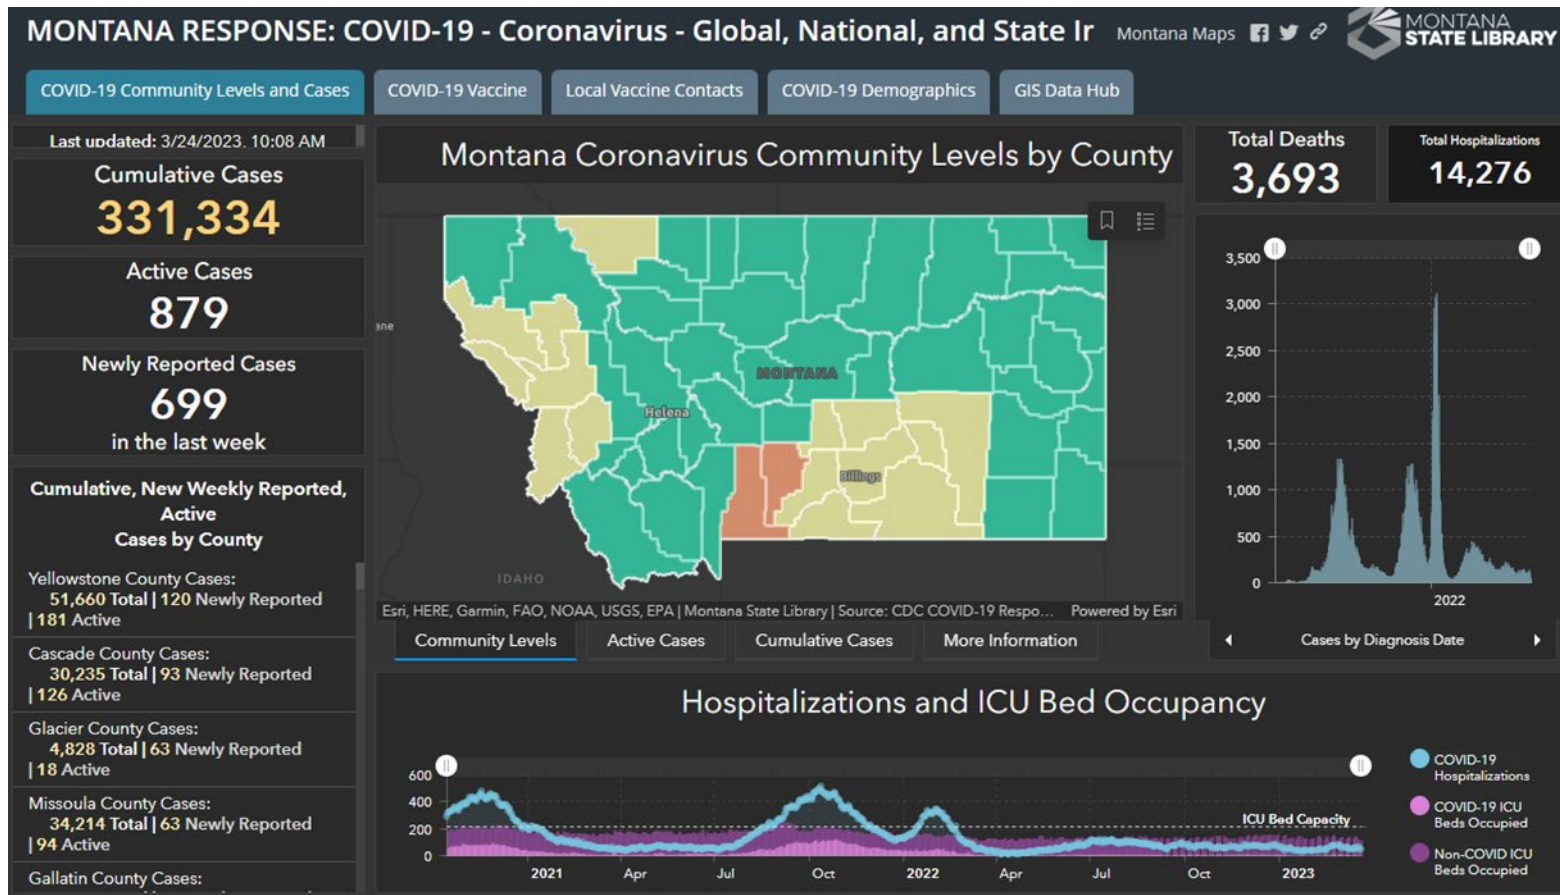 MONTANA RESPONSE: COVID-19 - Coronavirus - Global, National, and State Ir
Montana Maps
MONTANA
STATE LIBRARY
COVID-19 Community Levels and Cases
COVID-19 Vaccine
Local Vaccine Contacts
COVID-19 Demographics
GIS Data Hub
Last updated: 3/24/2023, 10:08 AM
Cumulative Cases
331,334
Active Cases
879
Newly Reported Cases
699
in the last week
Cumulative, New Weekly Reported,
Active
Cases by County
Yellowstone County Cases:
51,660 Total | 120 Newly Reported
| 181 Active
Cascade County Cases:
30,235 Total | 93 Newly Reported
| 126 Active
Glacier County Cases:
4,828 Total | 63 Newly Reported
| 18 Active
Missoula County Cases:
34,214 Total | 63 Newly Reported
| 94 Active
Gallatin County Cases:
Montana Coronavirus Community Levels by County
ane
MONTANA
Helena
Billings
IDAHO
Esri, HERE, Garmin, FAO, NOAA, USGS, EPA | Montana State Library | Source: CDC COVID-19 Respo...
Powered by Esri
Community Levels
Active Cases
Cumulative Cases
More Information
Total Deaths
3,693
Total Hospitalizations
14,276
3,500
3,000
2,500
2,000
1,500
1,000
500
0
2022
Cases by Diagnosis Date
Hospitalizations and ICU Bed Occupancy
600
400
200
0
ICU Bed Capacity
2021
Apr
Jul
Oct
2022
Apr
Jul
Oct
2023
COVID-19
Hospitalizations
COVID-19 ICU
Beds Occupied
Non-COVID ICU
Beds Occupied